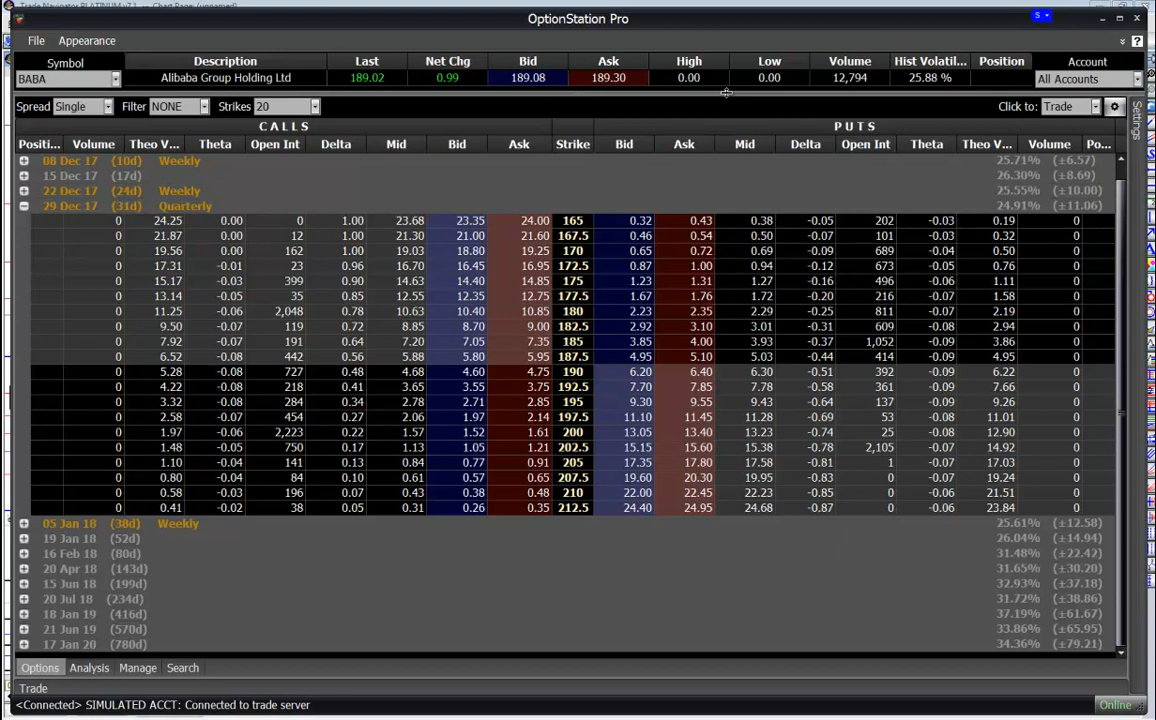 Trade Navigator PLATINUM v7.1 - Chart Page: (unnamed)
OptionStation Pro
S
File Appearance
Symbol Description Last Net Chg Bid Ask High Low Volume Hist Volatil... Position Account
BABA Alibaba Group Holding Ltd 189.02 0.99 189.08 189.30 0.00 0.00 12,794 25.88 % All Accounts
Spread Single Filter NONE Strikes 20 Click to: Trade
Settings
CALLS PUTS
Positi... Volume Theo V... Theta Open Int Delta Mid Bid Ask Strike Bid Ask Mid Delta Open Int Theta Theo V... Volume Po...
08 Dec 17 (10d) Weekly 25.71% (±6.57)
15 Dec 17 (17d) 26.30% (±8.69)
22 Dec 17 (24d) Weekly 25.55% (±10.00)
29 Dec 17 (31d) Quarterly 24.91% (±11.06)
0 24.25 0.00 0 1.00 23.68 23.35 24.00 165 0.32 0.43 0.38 -0.05 202 -0.03 0.19 0
0 21.87 0.00 12 1.00 21.30 21.00 21.60 167.5 0.46 0.54 0.50 -0.07 101 -0.03 0.32 0
0 19.56 0.00 162 1.00 19.03 18.80 19.25 170 0.65 0.72 0.69 -0.09 689 -0.04 0.50 0
0 17.31 -0.01 23 0.96 16.70 16.45 16.95 172.5 0.87 1.00 0.94 -0.12 673 -0.05 0.76 0
0 15.17 -0.03 399 0.90 14.63 14.40 14.85 175 1.23 1.31 1.27 -0.16 496 -0.06 1.11 0
0 13.14 -0.05 35 0.85 12.55 12.35 12.75 177.5 1.67 1.76 1.72 -0.20 216 -0.07 1.58 0
0 11.25 -0.06 2,048 0.78 10.63 10.40 10.85 180 2.23 2.35 2.29 -0.25 811 -0.07 2.19 0
0 9.50 -0.07 119 0.72 8.85 8.70 9.00 182.5 2.92 3.10 3.01 -0.31 609 -0.08 2.94 0
0 7.92 -0.07 191 0.64 7.20 7.05 7.35 185 3.85 4.00 3.93 -0.37 1,052 -0.09 3.86 0
0 6.52 -0.08 442 0.56 5.88 5.80 5.95 187.5 4.95 5.10 5.03 -0.44 414 -0.09 4.95 0
0 5.28 -0.08 727 0.48 4.68 4.60 4.75 190 6.20 6.40 6.30 -0.51 392 -0.09 6.22 0
0 4.22 -0.08 218 0.41 3.65 3.55 3.75 192.5 7.70 7.85 7.78 -0.58 361 -0.09 7.66 0
0 3.32 -0.08 284 0.34 2.78 2.71 2.85 195 9.30 9.55 9.43 -0.64 137 -0.09 9.26 0
0 2.58 -0.07 454 0.27 2.06 1.97 2.14 197.5 11.10 11.45 11.28 -0.69 53 -0.08 11.01 0
0 1.97 -0.06 2,223 0.22 1.57 1.52 1.61 200 13.05 13.40 13.23 -0.74 25 -0.08 12.90 0
0 1.48 -0.05 750 0.17 1.13 1.05 1.21 202.5 15.15 15.60 15.38 -0.78 2,105 -0.07 14.92 0
0 1.10 -0.04 141 0.13 0.84 0.77 0.91 205 17.35 17.80 17.58 -0.81 1 -0.07 17.03 0
0 0.80 -0.04 84 0.10 0.61 0.57 0.65 207.5 19.60 20.30 19.95 -0.83 0 -0.07 19.24 0
0 0.58 -0.03 196 0.07 0.43 0.38 0.48 210 22.00 22.45 22.23 -0.85 0 -0.06 21.51 0
0 0.41 -0.02 38 0.05 0.31 0.26 0.35 212.5 24.40 24.95 24.68 -0.87 0 -0.06 23.84 0
05 Jan 18 (38d) Weekly 25.61% (±12.58)
19 Jan 18 (52d) 26.04% (±14.94)
16 Feb 18 (80d) 31.48% (±22.42)
20 Apr 18 (143d) 31.65% (±30.20)
15 Jun 18 (199d) 32.93% (±37.18)
20 Jul 18 (234d) 31.72% (±38.86)
18 Jan 19 (416d) 37.19% (±61.67)
21 Jun 19 (570d) 33.86% (±65.95)
17 Jan 20 (780d) 34.36% (±79.21)
Options Analysis Manage Search
Trade
<Connected> SIMULATED ACCT: Connected to trade server Online